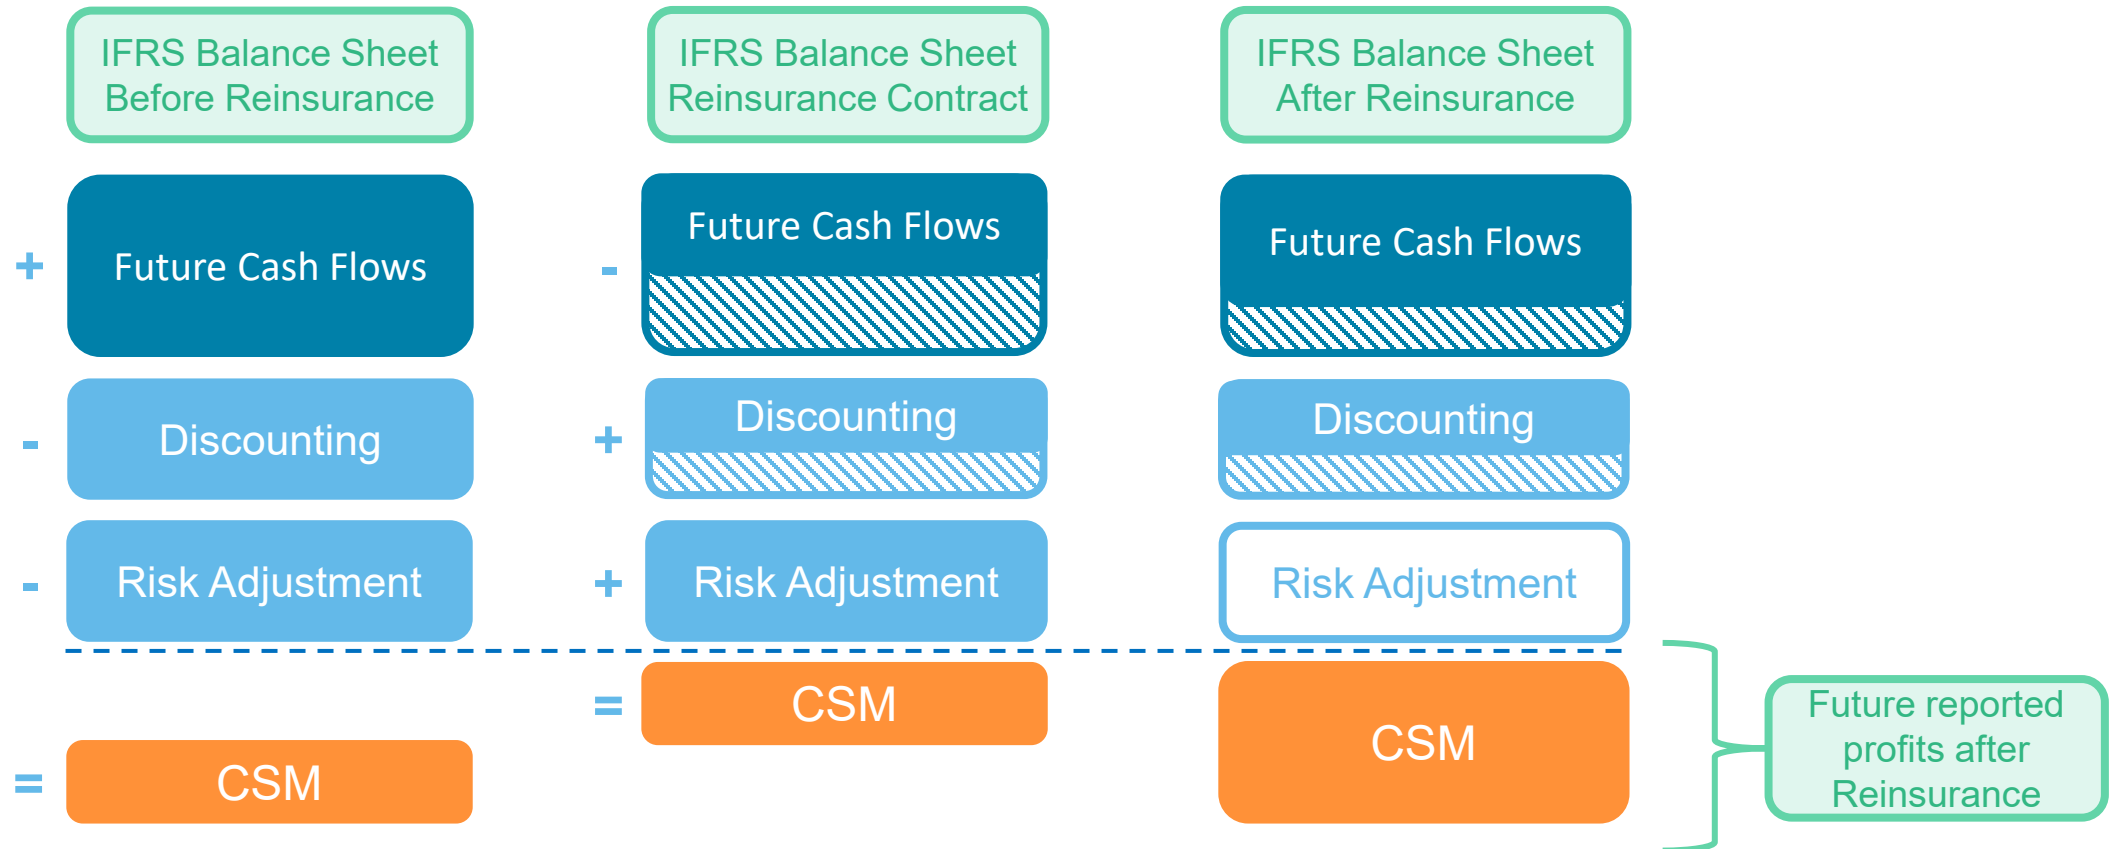 IFRS Balance Sheet
Before Reinsurance
IFRS Balance Sheet
Reinsurance Contract
IFRS Balance Sheet
After Reinsurance
+
Future Cash Flows
-
Future Cash Flows
Future Cash Flows
-
Discounting
+
Discounting
Discounting
-
Risk Adjustment
+
Risk Adjustment
Risk Adjustment
=
CSM
=
CSM
CSM
Future reported
profits after
Reinsurance